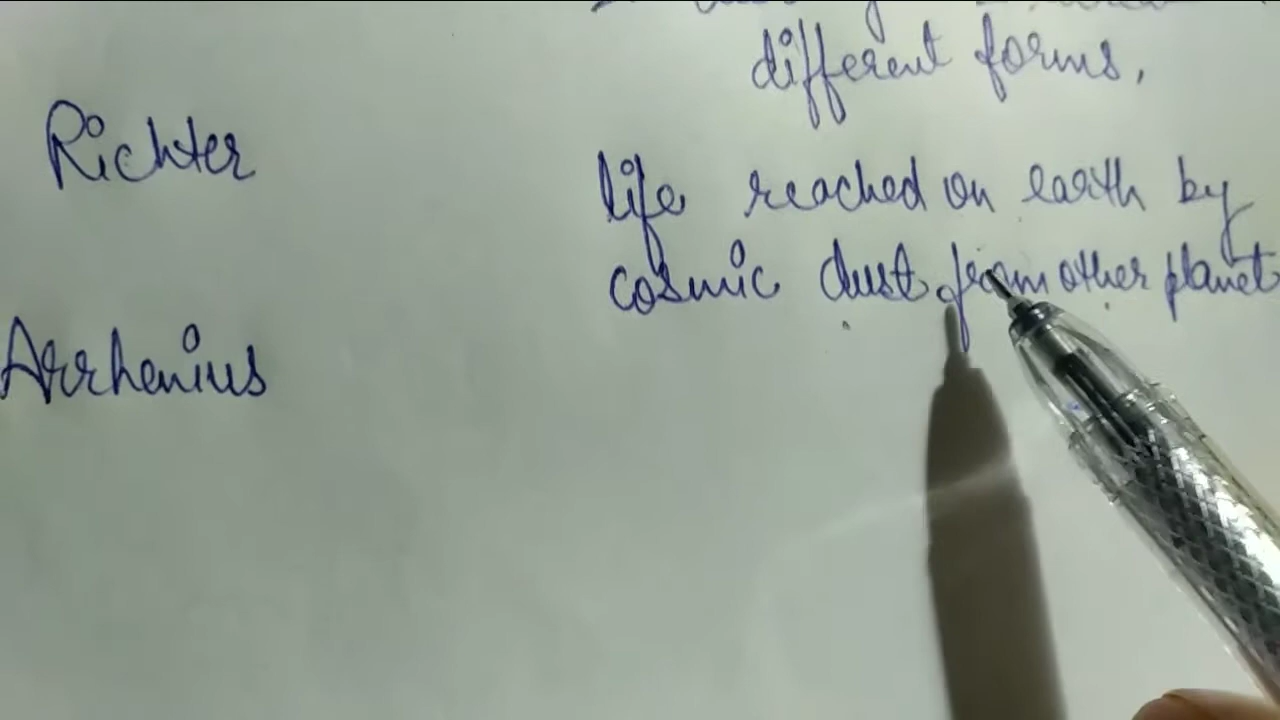 different forms,
Richter
life reached on earth by
cosmic dust from other planet
Arrhenius